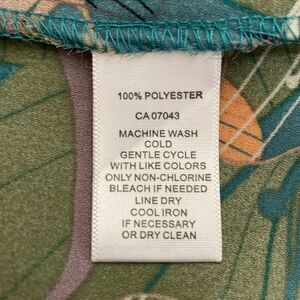 100% POLYESTER
CA 07043
MACHINE WASH
COLD
GENTLE CYCLE
WITH LIKE COLORS
ONLY NON-CHLORINE
BLEACH IF NEEDED
LINE DRY
COOL IRON
IF NECESSARY
OR DRY CLEAN